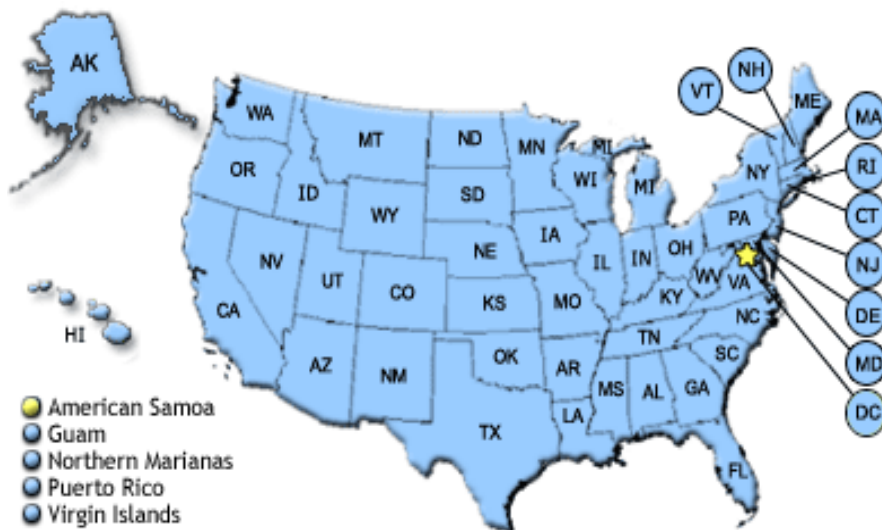 AK
NH
VT
ME
WA
MA
MT
ND
MN
MI
RI
OR
ID
SD
WI
MI
NY
CT
WY
IA
PA
NJ
NE
OH
NV
UT
IL
IN
WV
VA
DE
CA
CO
KS
MO
KY
HI
NC
MD
TN
OK
SC
AZ
NM
AR
DC
MS
AL
GA
LA
TX
FL
American Samoa
Guam
Northern Marianas
Puerto Rico
Virgin Islands